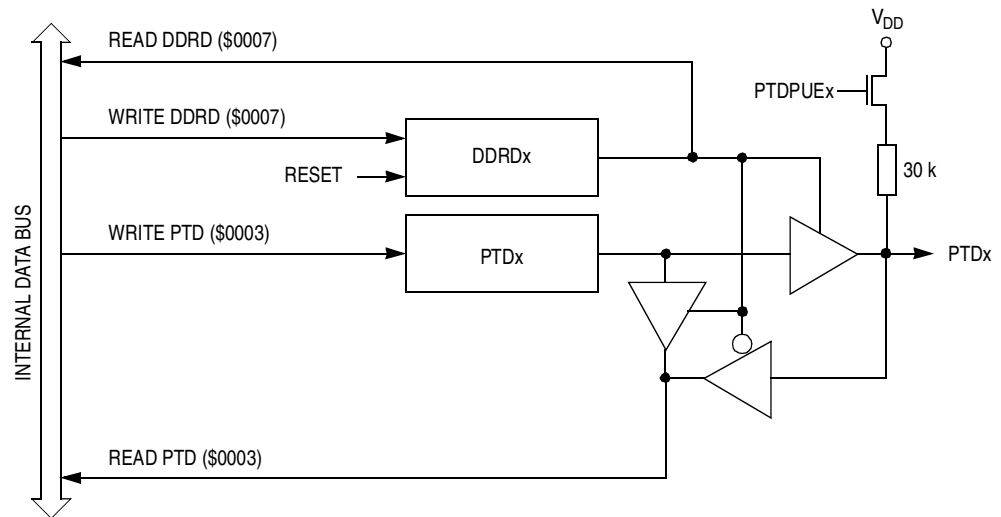 V_DD
READ DDRD ($0007)
PTDPUEx
WRITE DDRD ($0007)
DDRDx
RESET
30 k
INTERNAL DATA BUS
WRITE PTD ($0003)
PTDx
PTDx
READ PTD ($0003)